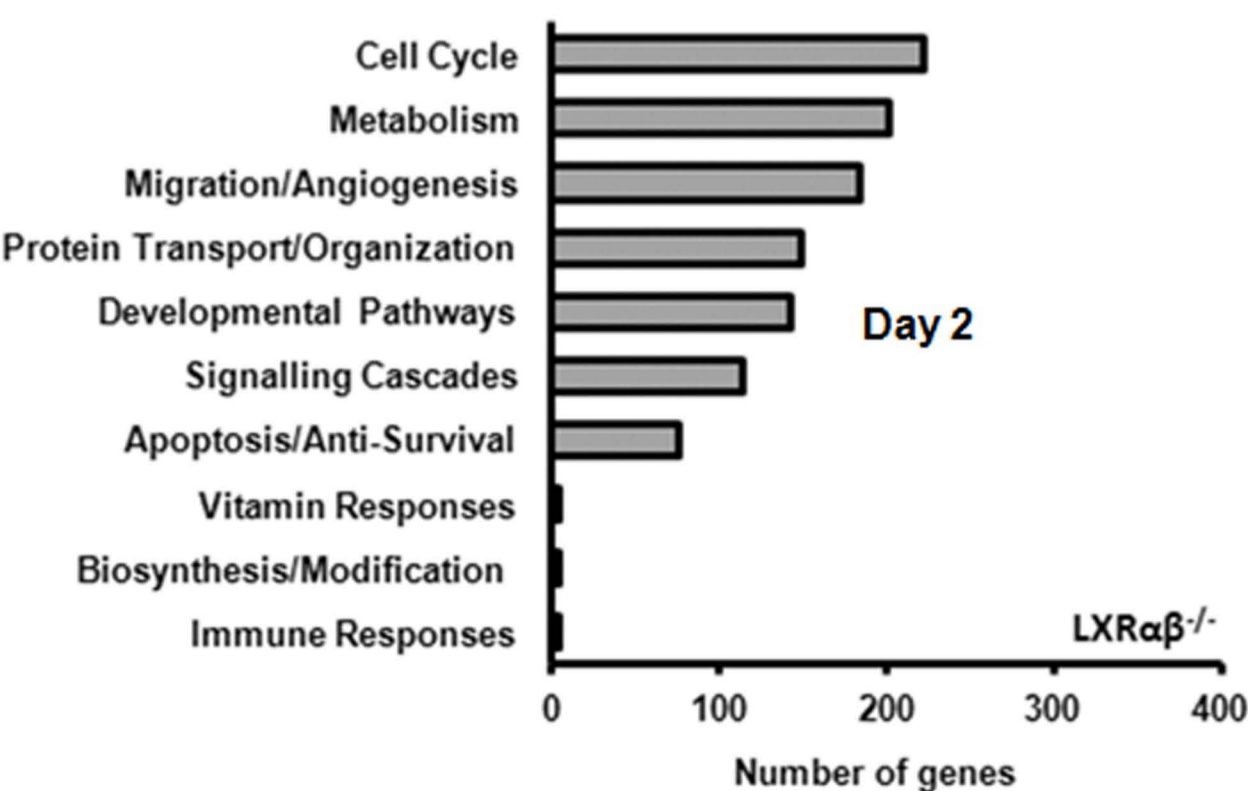 Cell Cycle
Metabolism
Migration/Angiogenesis
Protein Transport/Organization
Developmental Pathways
Day 2
Signalling Cascades
Apoptosis/Anti-Survival
Vitamin Responses
Biosynthesis/Modification
Immune Responses
LXRαβ-/-
0 100 200 300 400
Number of genes